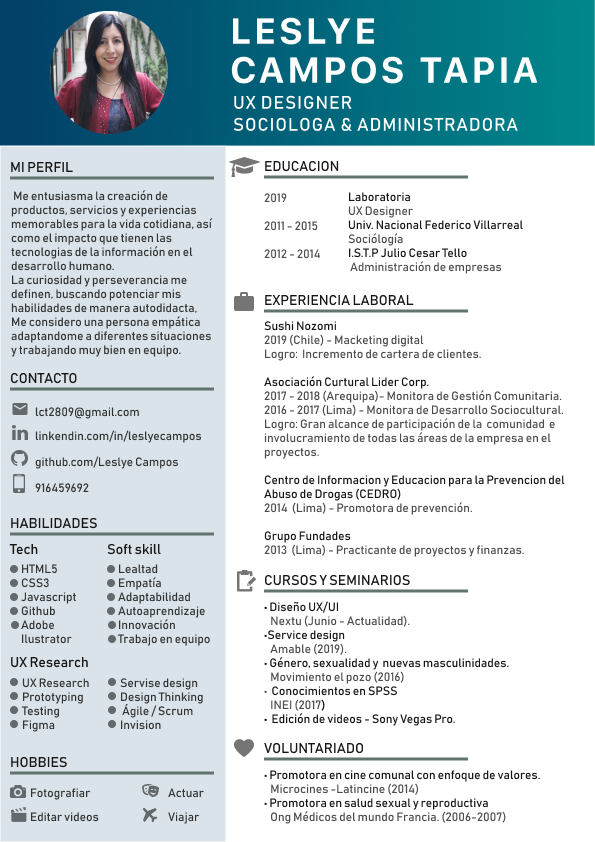 LESLYE
CAMPOS TAPIA
UX DESIGNER
SOCIOLOGA & ADMINISTRADORA
MI PERFIL
Me entusiasma la creación de
productos, servicios y experiencias
memorables para la vida cotidiana, así
como el impacto que tienen las
tecnologías de la información en el
desarrollo humano.
La curiosidad y perseverancia me
definen, buscando potenciar mis
habilidades de manera autodidacta,
Me considero una persona empática
adaptandome a diferentes situaciones
y trabajando muy bien en equipo.
CONTACTO
lct2809@gmail.com
linkendin.com/in/leslyecampos
github.com/Leslye Campos
916459692
HABILIDADES
Tech
HTML5
CSS3
Javascript
Github
Adobe
Ilustrator
Soft skill
Lealtad
Empatía
Adaptabilidad
Autoaprendizaje
Innovación
Trabajo en equipo
UX Research
UX Research
Prototyping
Testing
Figma
Servise design
Design Thinking
Ágile / Scrum
Invision
HOBBIES
Fotografiar
Actuar
Editar videos
Viajar
EDUCACION
2019 Laboratoria
UX Designer
2011 - 2015 Univ. Nacional Federico Villarreal
Sociólogía
2012 - 2014 I.S.T.P Julio Cesar Tello
Administración de empresas
EXPERIENCIA LABORAL
Sushi Nozomi
2019 (Chile) - Macketing digital
Logro: Incremento de cartera de clientes.
Asociación Curtural Lider Corp.
2017 - 2018 (Arequipa)- Monitora de Gestión Comunitaria.
2016 - 2017 (Lima) - Monitora de Desarrollo Sociocultural.
Logro: Gran alcance de participación de la comunidad e
involucramiento de todas las áreas de la empresa en el
proyectos.
Centro de Informacion y Educacion para la Prevencion del
Abuso de Drogas (CEDRO)
2014 (Lima) - Promotora de prevención.
Grupo Fundades
2013 (Lima) - Practicante de proyectos y finanzas.
CURSOS Y SEMINARIOS
· Diseño UX/UI
Nextu (Junio - Actualidad).
·Service design
Amable (2019).
· Género, sexualidad y nuevas masculinidades.
Movimiento el pozo (2016)
· Conocimientos en SPSS
INEI (2017)
· Edición de videos - Sony Vegas Pro.
VOLUNTARIADO
· Promotora en cine comunal con enfoque de valores.
Microcines -Latincine (2014)
· Promotora en salud sexual y reproductiva
Ong Médicos del mundo Francia. (2006-2007)